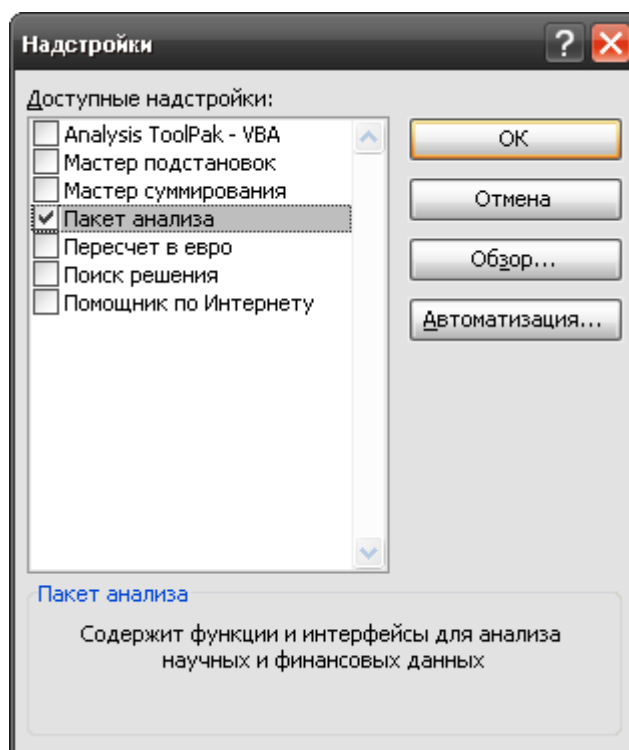 Надстройки
Доступные надстройки:
Analysis ToolPak - VBA
Мастер подстановок
Мастер суммирования
Пакет анализа
Пересчет в евро
Поиск решения
Помощник по Интернету
ОК
Отмена
Обзор...
Автоматизация...
Пакет анализа
Содержит функции и интерфейсы для анализа
научных и финансовых данных